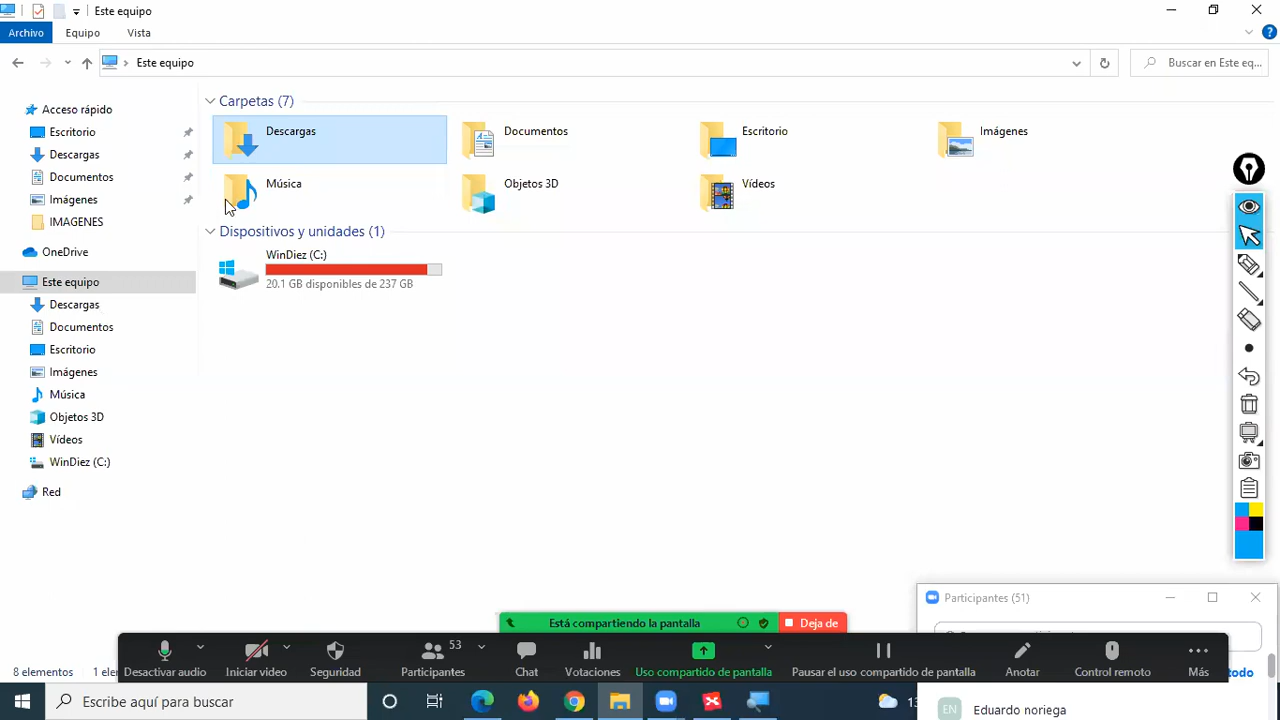 Este equipo
Archivo Equipo Vista
Este equipo
Buscar en Este eq...
Acceso rápido
Escritorio
Descargas
Documentos
Imágenes
IMAGENES
OneDrive
Este equipo
Descargas
Documentos
Escritorio
Imágenes
Música
Objetos 3D
Vídeos
WinDiez (C:)
Red
Carpetas (7)
Descargas Documentos Escritorio Imágenes
Música Objetos 3D Vídeos
Dispositivos y unidades (1)
WinDiez (C:)
20.1 GB disponibles de 237 GB
Participantes (51)
Está compartiendo la pantalla Deja de
53
Desactivar audio Iniciar video Seguridad Participantes Chat Votaciones Uso compartido de pantalla Pausar el uso compartido de pantalla Anotar Control remoto Más
8 elementos todo
Escribe aquí para buscar
EN Eduardo noriega